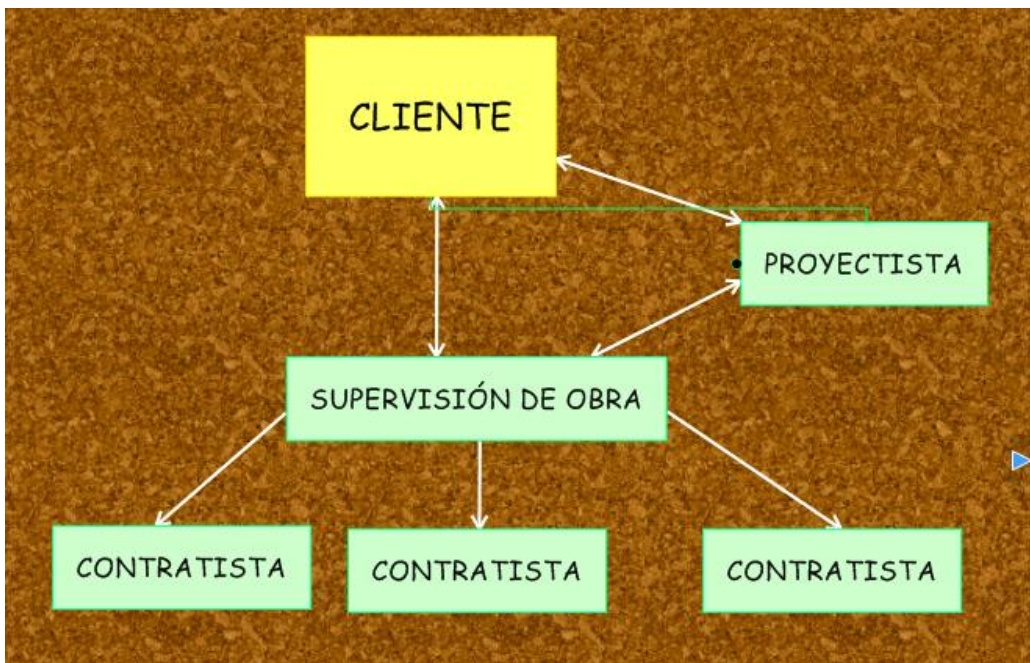 CLIENTE
PROYECTISTA
SUPERVISIÓN DE OBRA
CONTRATISTA
CONTRATISTA
CONTRATISTA